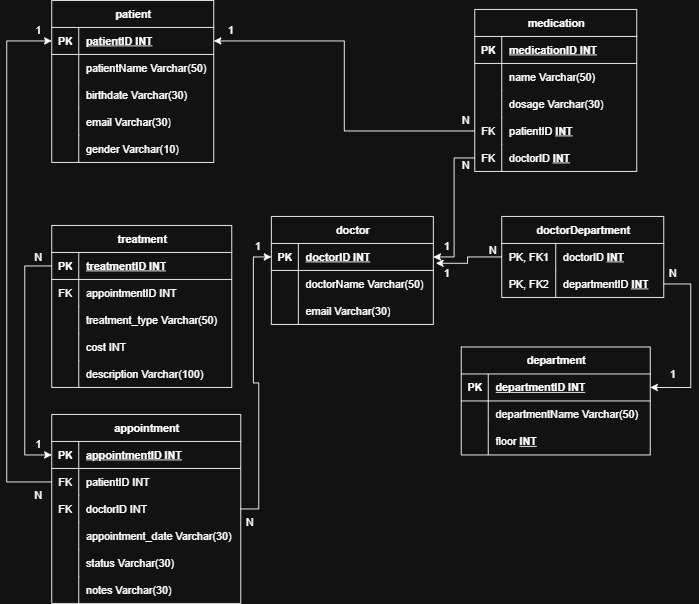 patient
1
PK patientID INT
patientName Varchar(50)
birthdate Varchar(30)
email Varchar(30)
gender Varchar(10)
1
medication
PK medicationID INT
name Varchar(50)
dosage Varchar(30)
N
FK patientID INT
FK doctorID INT
N
treatment
N
PK treatmentID INT
FK appointmentID INT
treatment_type Varchar(50)
cost INT
description Varchar(100)
doctor
1
PK doctorID INT
doctorName Varchar(50)
email Varchar(30)
1
1
doctorDepartment
N
PK, FK1 doctorID INT
PK, FK2 departmentID INT
N
department
1
PK departmentID INT
departmentName Varchar(50)
floor INT
appointment
1
PK appointmentID INT
FK patientID INT
N
FK doctorID INT
N
appointment_date Varchar(30)
status Varchar(30)
notes Varchar(30)